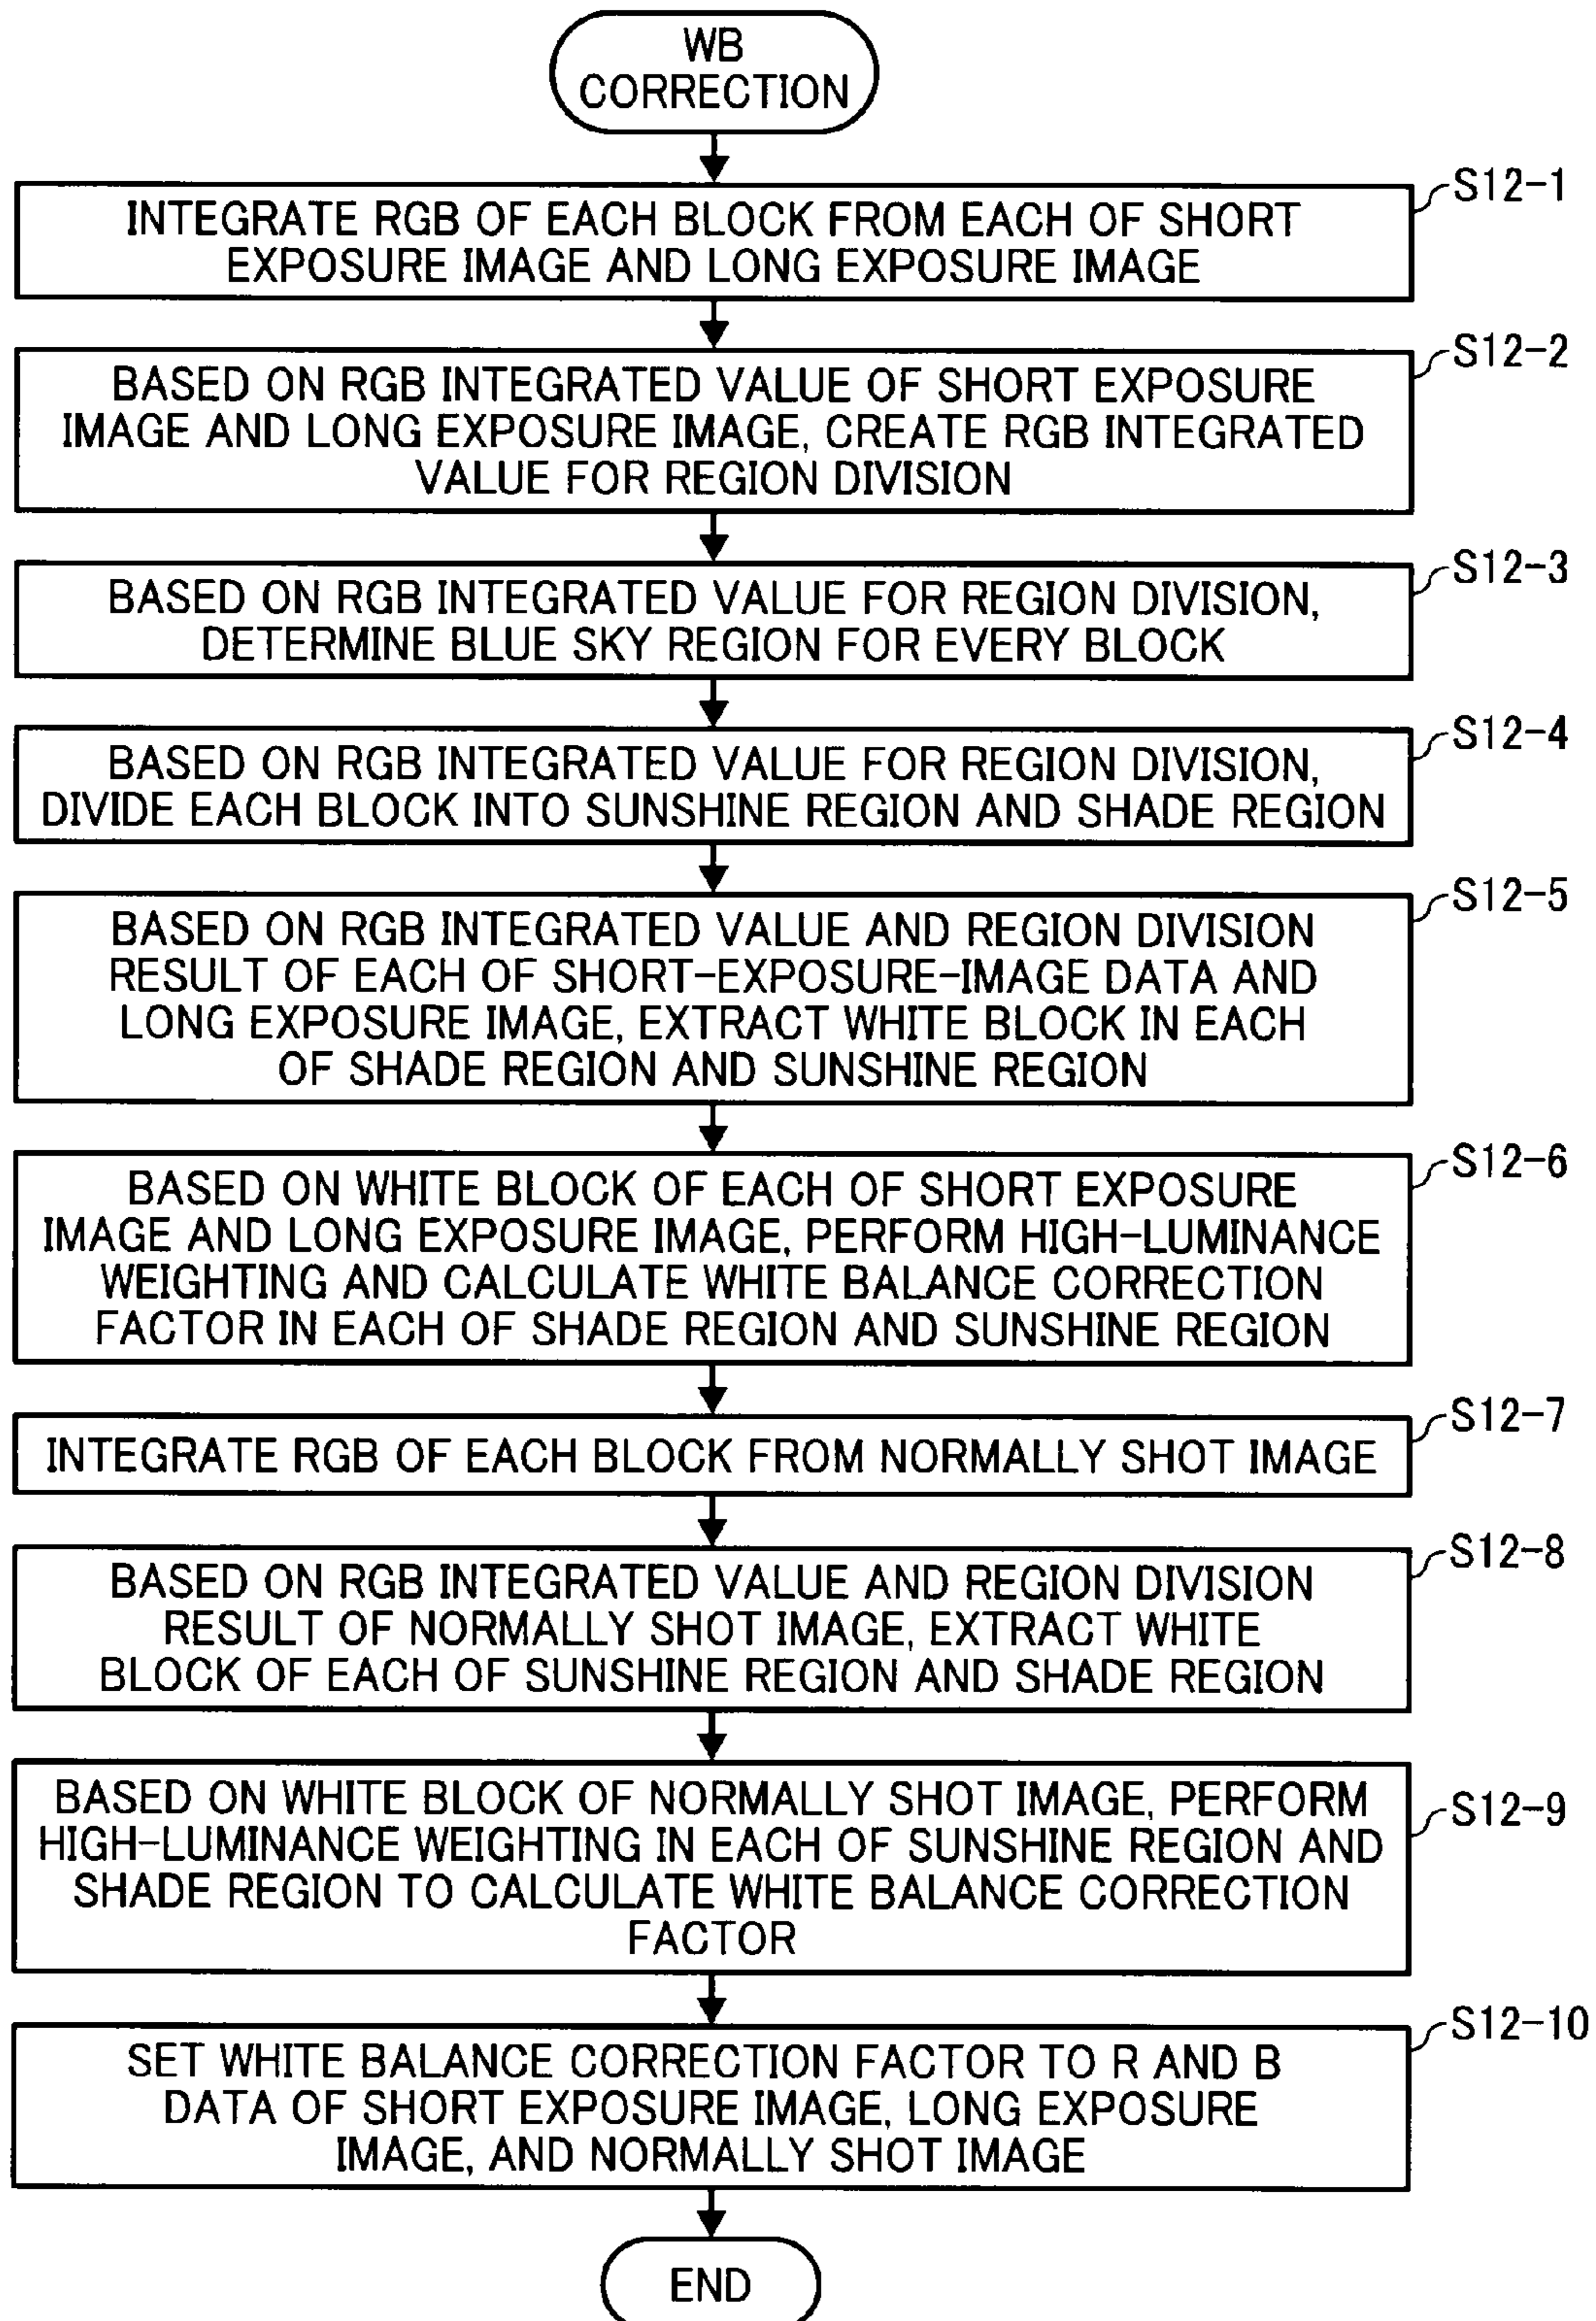 WB
CORRECTION
S12-1
INTEGRATE RGB OF EACH BLOCK FROM EACH OF SHORT
EXPOSURE IMAGE AND LONG EXPOSURE IMAGE
S12-2
BASED ON RGB INTEGRATED VALUE OF SHORT EXPOSURE
IMAGE AND LONG EXPOSURE IMAGE, CREATE RGB INTEGRATED
VALUE FOR REGION DIVISION
S12-3
BASED ON RGB INTEGRATED VALUE FOR REGION DIVISION,
DETERMINE BLUE SKY REGION FOR EVERY BLOCK
S12-4
BASED ON RGB INTEGRATED VALUE FOR REGION DIVISION,
DIVIDE EACH BLOCK INTO SUNSHINE REGION AND SHADE REGION
S12-5
BASED ON RGB INTEGRATED VALUE AND REGION DIVISION
RESULT OF EACH OF SHORT-EXPOSURE-IMAGE DATA AND
LONG EXPOSURE IMAGE, EXTRACT WHITE BLOCK IN EACH
OF SHADE REGION AND SUNSHINE REGION
S12-6
BASED ON WHITE BLOCK OF EACH OF SHORT EXPOSURE
IMAGE AND LONG EXPOSURE IMAGE, PERFORM HIGH-LUMINANCE
WEIGHTING AND CALCULATE WHITE BALANCE CORRECTION
FACTOR IN EACH OF SHADE REGION AND SUNSHINE REGION
S12-7
INTEGRATE RGB OF EACH BLOCK FROM NORMALLY SHOT IMAGE
S12-8
BASED ON RGB INTEGRATED VALUE AND REGION DIVISION
RESULT OF NORMALLY SHOT IMAGE, EXTRACT WHITE
BLOCK OF EACH OF SUNSHINE REGION AND SHADE REGION
S12-9
BASED ON WHITE BLOCK OF NORMALLY SHOT IMAGE, PERFORM
HIGH-LUMINANCE WEIGHTING IN EACH OF SUNSHINE REGION AND
SHADE REGION TO CALCULATE WHITE BALANCE CORRECTION
FACTOR
S12-10
SET WHITE BALANCE CORRECTION FACTOR TO R AND B
DATA OF SHORT EXPOSURE IMAGE, LONG EXPOSURE
IMAGE, AND NORMALLY SHOT IMAGE
END